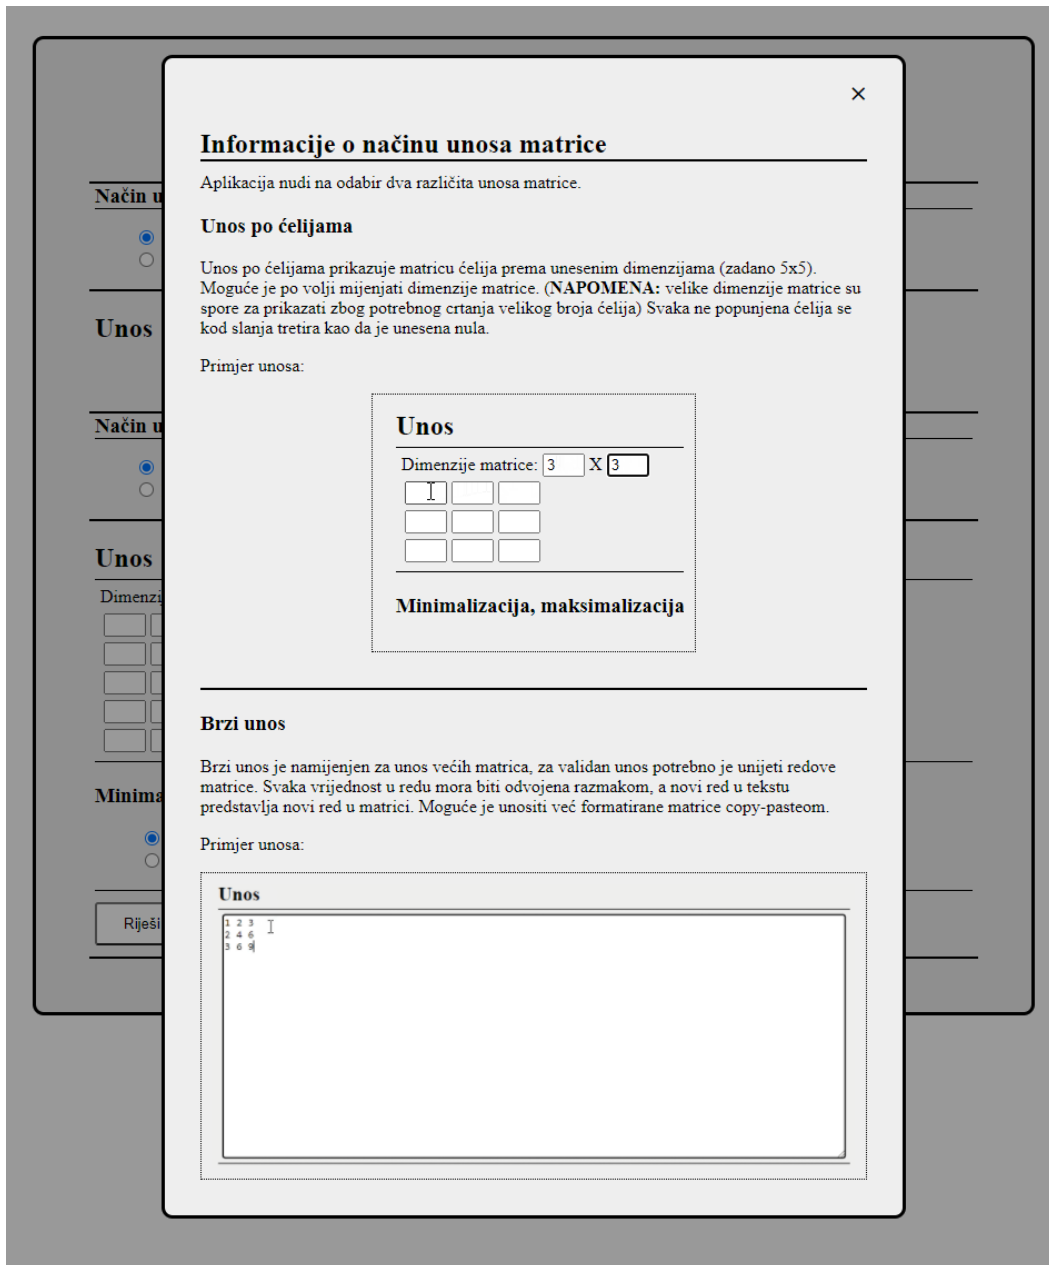 Informacije o načinu unosa matrice
Aplikacija nudi na odabir dva različita unosa matrice.
Unos po ćelijama
Unos po ćelijama prikazuje matricu ćelija prema unesenim dimenzijama (zadano 5x5).
Moguće je po volji mijenjati dimenzije matrice. (NAPOMENA: velike dimenzije matrice su
spore za prikazati zbog potrebnog crtanja velikog broja ćelija) Svaka ne popunjena ćelija se
kod slanja tretira kao da je unesena nula.
Primjer unosa:
Unos
Dimenzije matrice: 3 X 3
Minimalizacija, maksimalizacija
Brzi unos
Brzi unos je namijenjen za unos većih matrica, za validan unos potrebno je unijeti redove
matrice. Svaka vrijednost u redu mora biti odvojena razmakom, a novi red u tekstu
predstavlja novi red u matrici. Moguće je unositi već formatirane matrice copy-pasteom.
Primjer unosa:
Unos
1 2 3
2 4 6
3 6 9
Način u
Unos
Način u
Unos
Dimenzij
Minima
Riješi